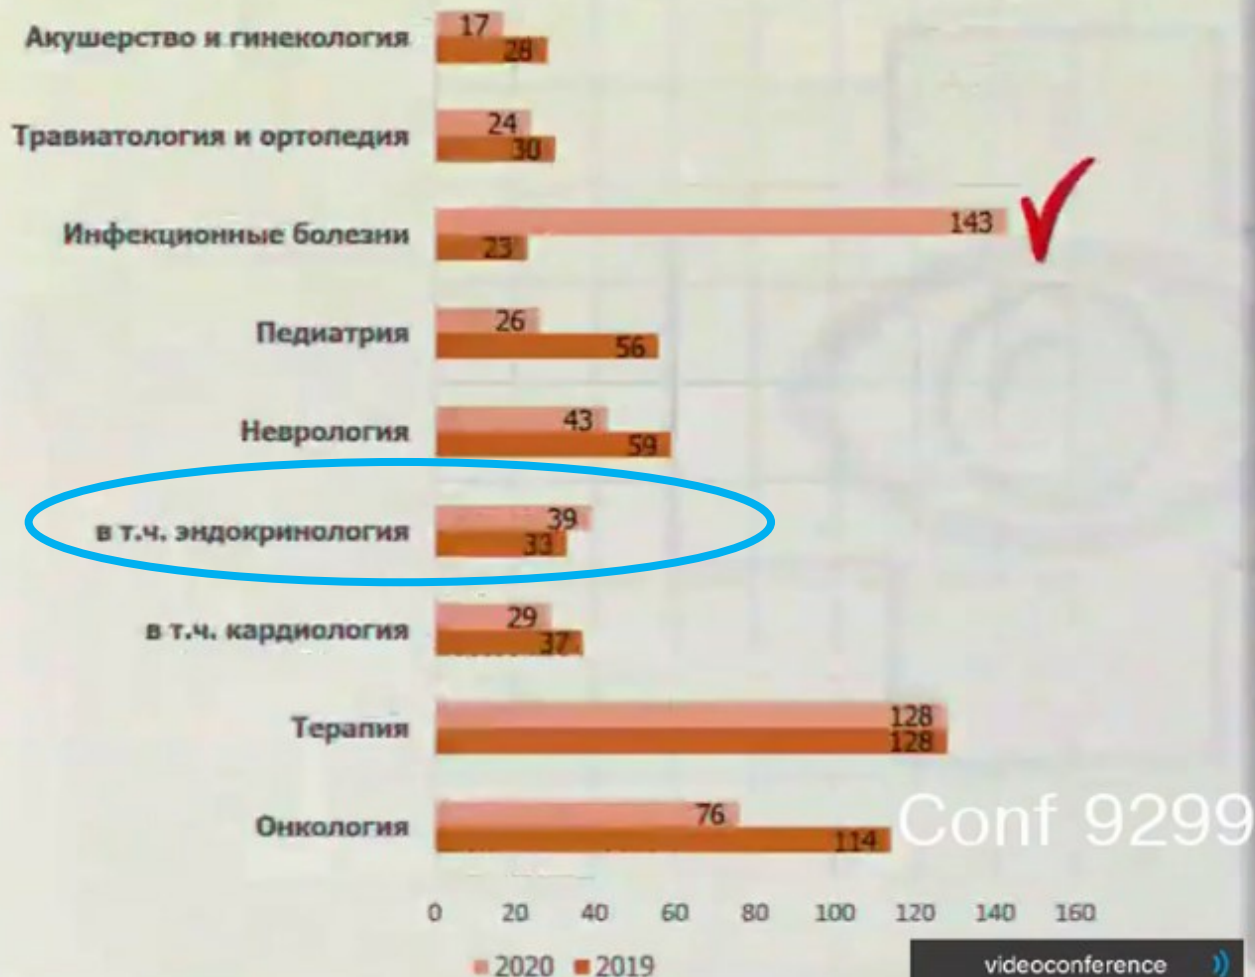 Акушерство и гинекология
17
28
Травиатология и ортопедия
24
30
Инфекционные болезни
143
23
Педиатрия
26
56
Неврология
43
59
в т.ч. эндокринология
39
33
в т.ч. кардиология
29
37
Терапия
128
128
Онкология
76
114
Conf 9299
0 20 40 60 80 100 120 140 160
2020 2019
videoconference